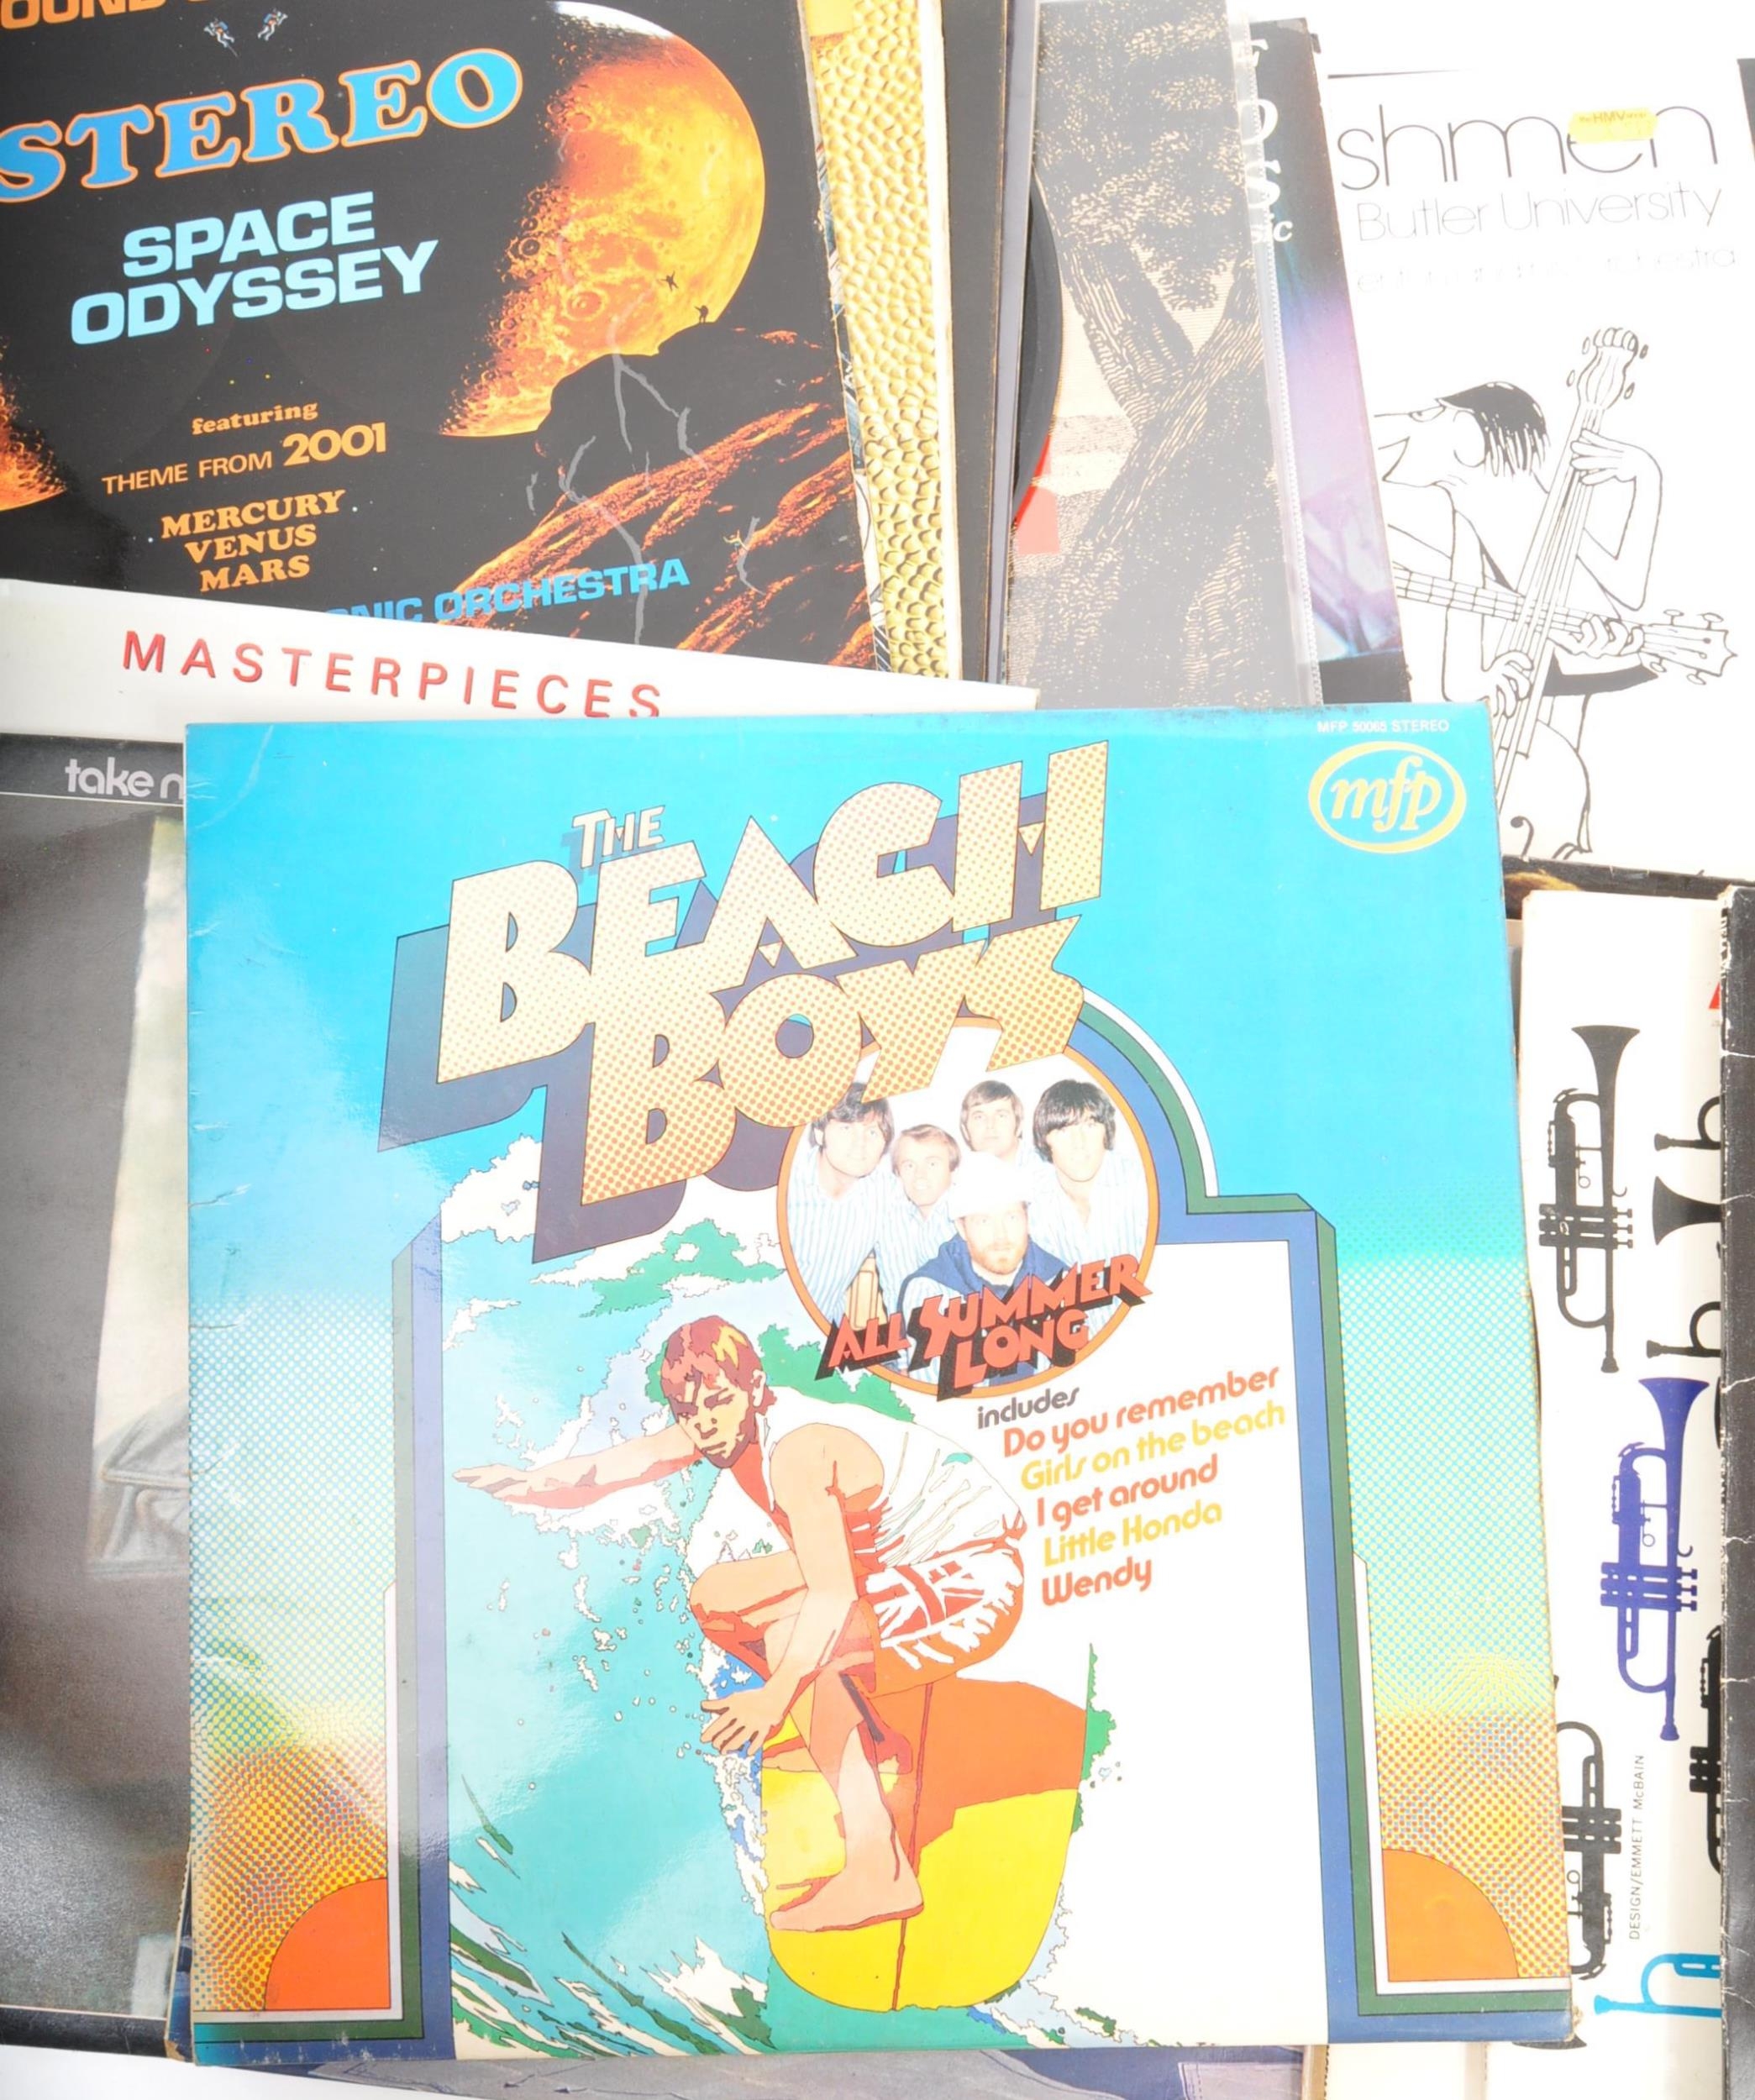 STEREO
SPACE
ODYSSEY
featuring
THEME FROM 2001
MERCURY
VENUS
MARS
ORCHESTRA
MASTERPIECES
take
shmen
HMV
Butler University
MFP 50065 STEREO
mfp
THE
BEACH
BOYS
ALL SUMMER
LONG
includes
Do you remember
Girls on the beach
I get around
Little Honda
Wendy
DESIGN/EMMETT McBAIN